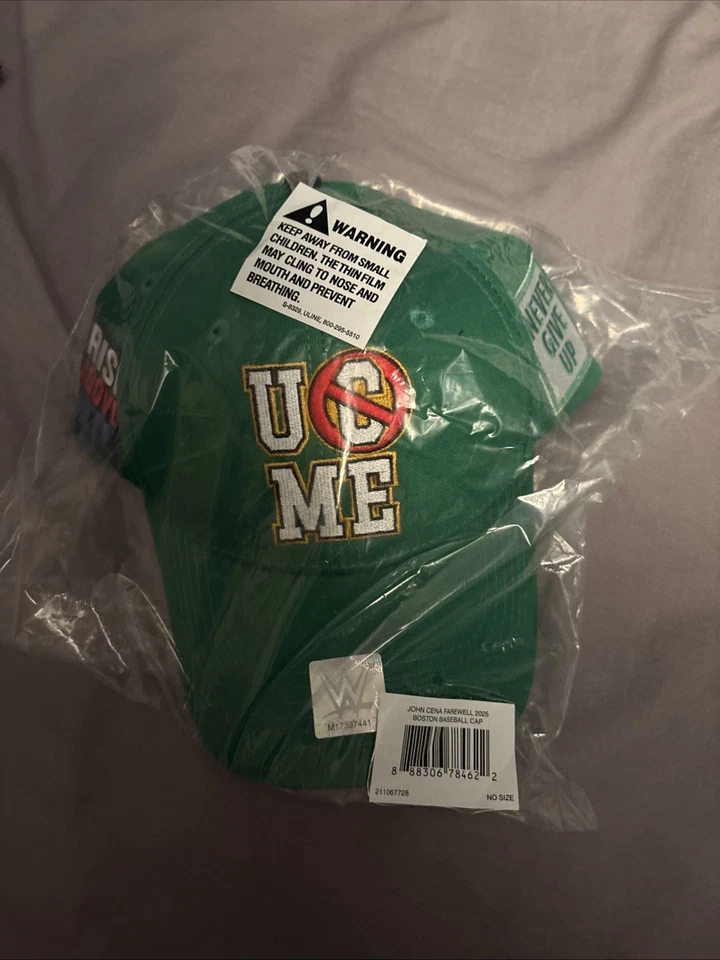 WARNING
KEEP AWAY FROM SMALL
CHILDREN. THE THIN FILM
MAY CLING TO NOSE AND
MOUTH AND PREVENT
BREATHING.
S-8329, ULINE, 800-295-5510
NEVER
GIVE
UP
U C
ME
W
M17397441
JOHN CENA FAREWELL 2025
BOSTON BASEBALL CAP
8 88306 78462 2
211067728
NO SIZE